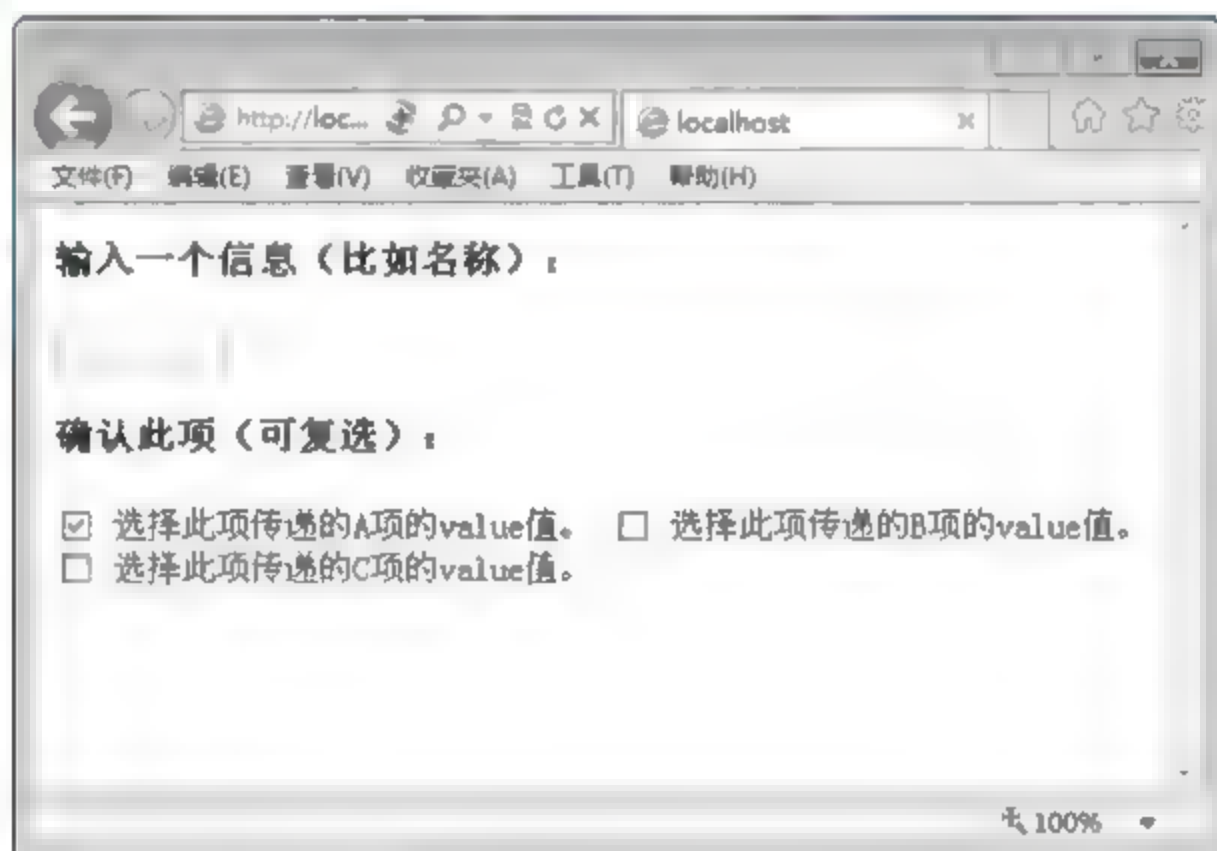 http://loc... localhost
文件(F) 编辑(E) 查看(V) 收藏夹(A) 工具(T) 帮助(H)
输入一个信息（比如名称）：
确认此项（可复选）：
选择此项传递的A项的value值。 选择此项传递的B项的value值。
选择此项传递的C项的value值。
100%